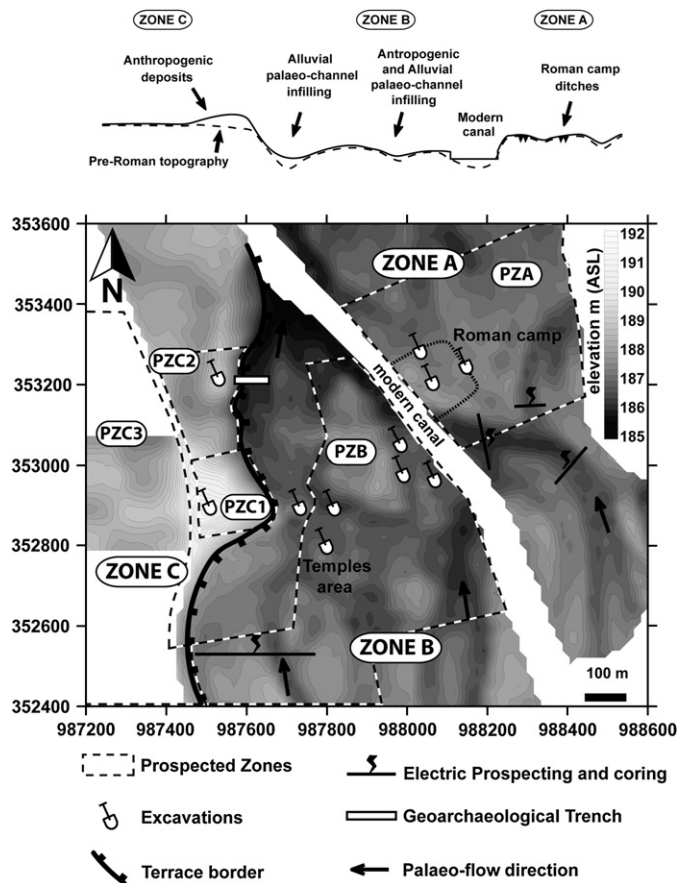 ZONE C
ZONE B
ZONE A
Anthropogenic
deposits
Alluvial
palaeo-channel
infilling
Antropogenic
and Alluvial
palaeo-channel
infilling
Modern
canal
Roman camp
ditches
Pre-Roman topography
353600
353400
353200
353000
352800
352600
352400
987200
987400
987600
987800
988000
988200
988400
988600
N
ZONE A
PZA
Roman camp
modern canal
PZC2
PZC3
PZB
PZC1
ZONE C
Temples
area
ZONE B
100 m
elevation m (ASL)
192
191
190
189
188
187
186
185
Prospected Zones
Electric Prospecting and coring
Excavations
Geoarchaeological Trench
Terrace border
Palaeo-flow direction